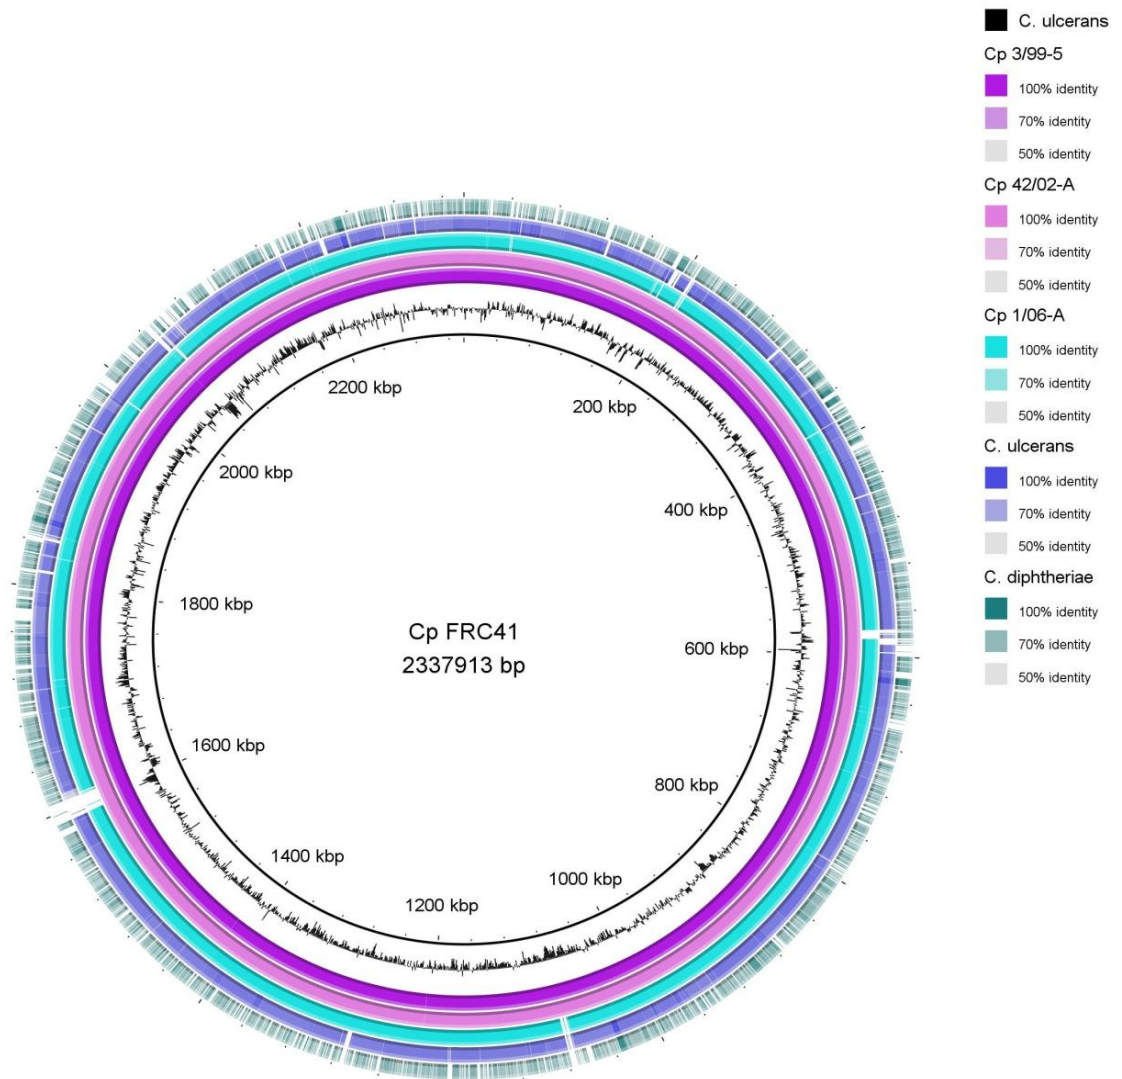 C. ulcerans
Cp 3/99-5
100% identity
70% identity
50% identity
Cp 42/02-A
100% identity
70% identity
50% identity
Cp 1/06-A
100% identity
70% identity
50% identity
C. ulcerans
100% identity
70% identity
50% identity
C. diphtheriae
100% identity
70% identity
50% identity
2200 kbp
200 kbp
2000 kbp
400 kbp
1800 kbp
Cp FRC41
2337913 bp
600 kbp
1600 kbp
800 kbp
1400 kbp
1000 kbp
1200 kbp